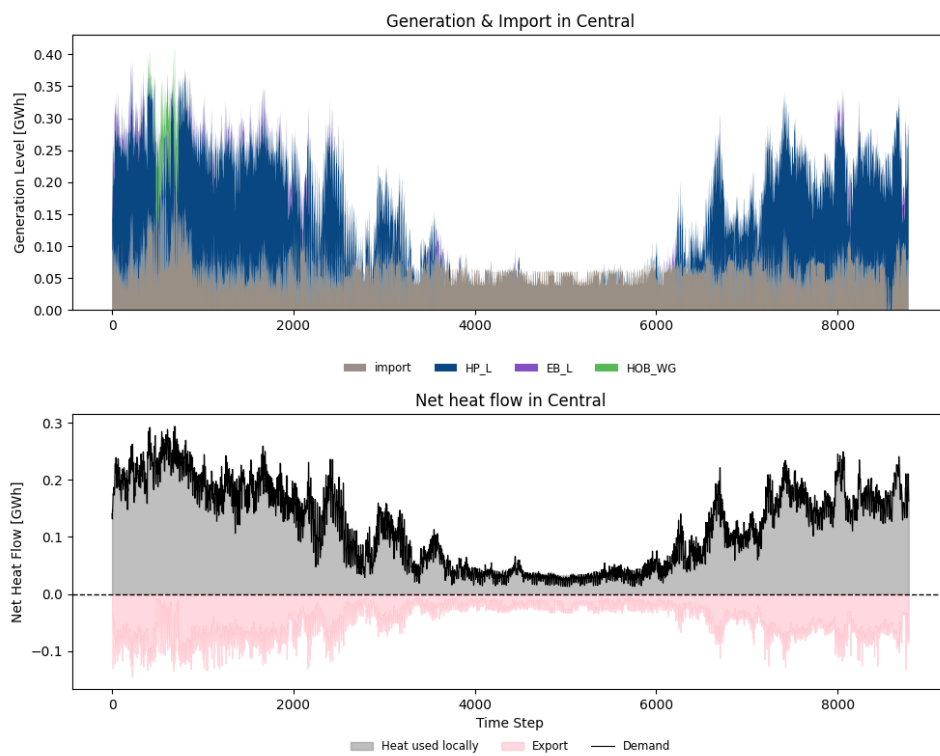 Generation & Import in Central
Generation Level [GWh]
0.40
0.35
0.30
0.25
0.20
0.15
0.10
0.05
0.00
0 2000 4000 6000 8000
import HP_L EB_L HOB_WG
Net heat flow in Central
Net Heat Flow [GWh]
0.3
0.2
0.1
0.0
−0.1
0 2000 4000 6000 8000
Time Step
Heat used locally Export Demand